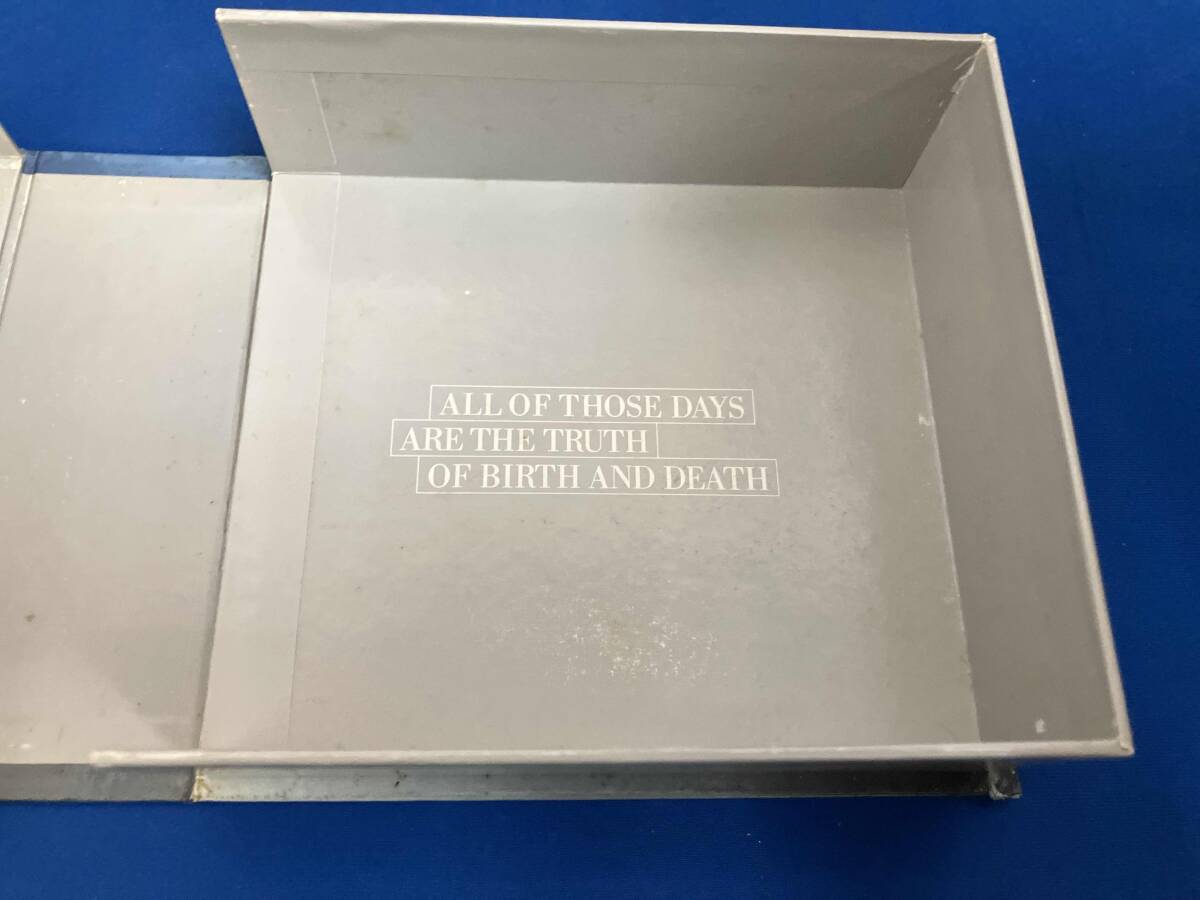 ALL OF THOSE DAYS
ARE THE TRUTH
OF BIRTH AND DEATH